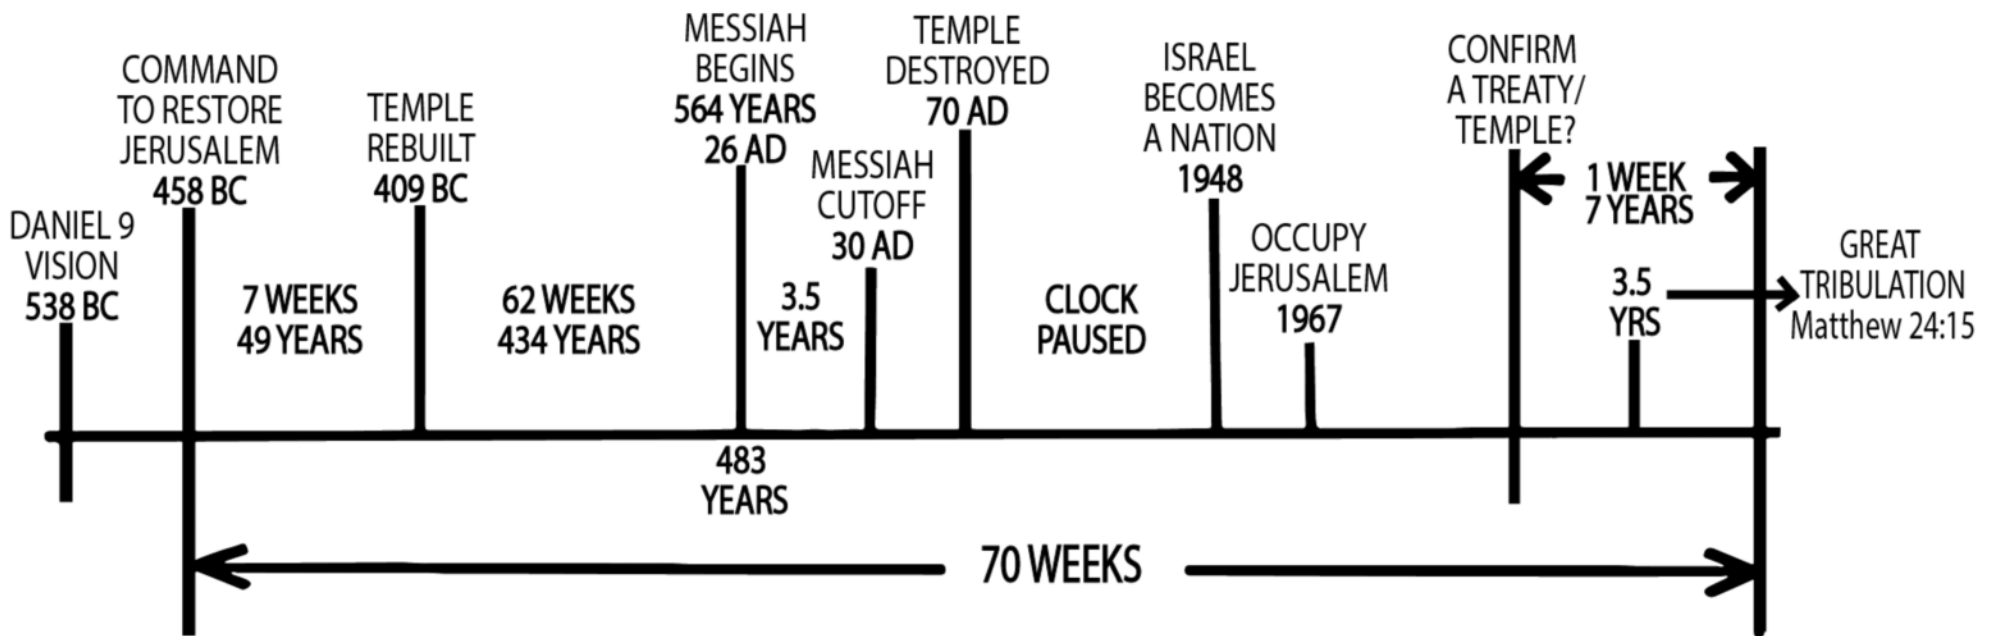 DANIEL 9
VISION
538 BC
COMMAND
TO RESTORE
JERUSALEM
458 BC
7 WEEKS
49 YEARS
TEMPLE
REBUILT
409 BC
62 WEEKS
434 YEARS
MESSIAH
BEGINS
564 YEARS
26 AD
483
YEARS
3.5
YEARS
MESSIAH
CUTOFF
30 AD
TEMPLE
DESTROYED
70 AD
CLOCK
PAUSED
ISRAEL
BECOMES
A NATION
1948
OCCUPY
JERUSALEM
1967
CONFIRM
A TREATY/
TEMPLE?
1 WEEK
7 YEARS
3.5
YRS
GREAT
TRIBULATION
Matthew 24:15
70 WEEKS